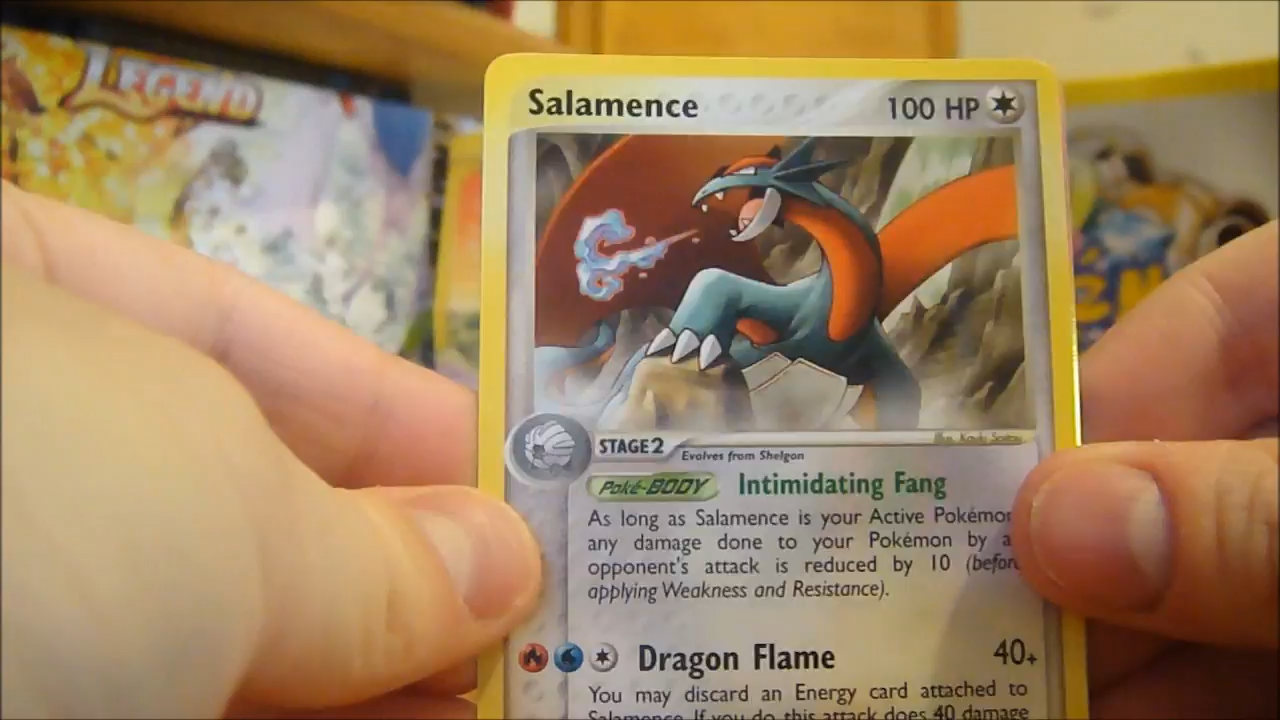 LEGEND
Salamence 100 HP
STAGE 2
Evolves from Shelgon
Poké-BODY Intimidating Fang
As long as Salamence is your Active Pokémon
any damage done to your Pokémon by a
opponent's attack is reduced by 10 (before
applying Weakness and Resistance).
Dragon Flame 40+
You may discard an Energy card attached to
Salamence. If you do this attack does 40 damage